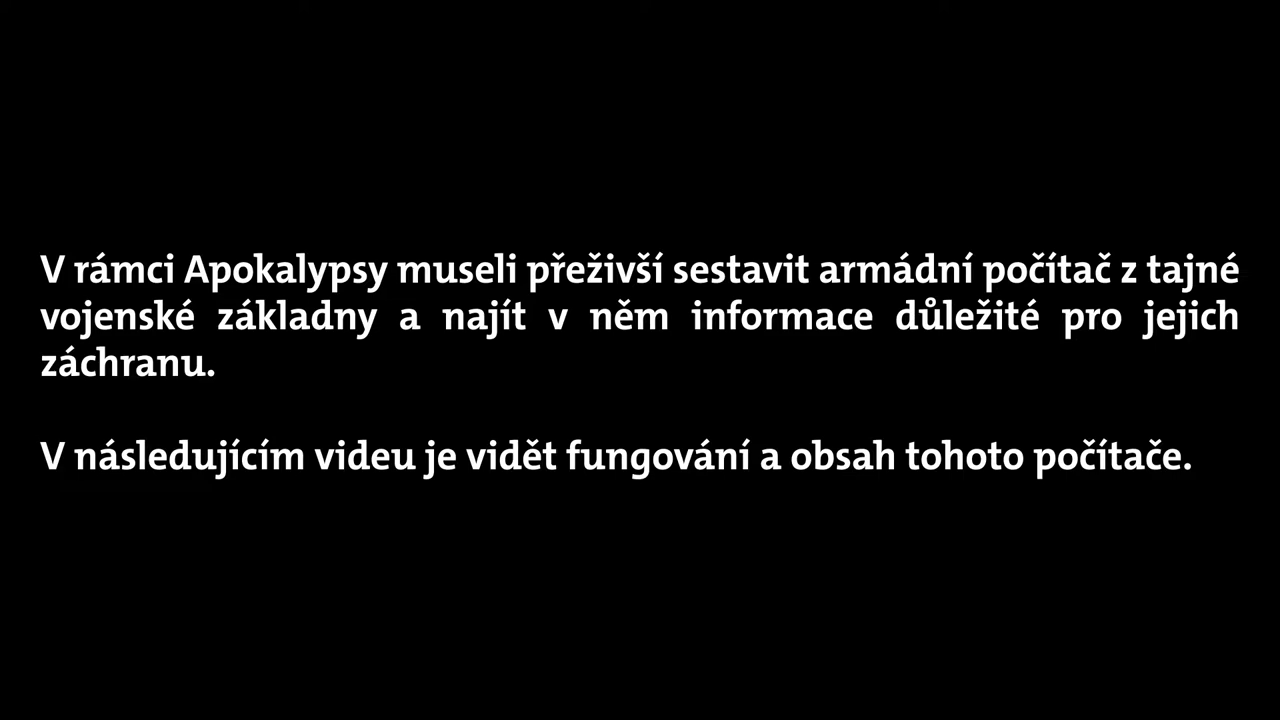 V rámci Apokalypsy museli přeživší sestavit armádní počítač z tajné
vojenské základny a najít v něm informace důležité pro jejich
záchranu.
V následujícím videu je vidět fungování a obsah tohoto počítače.